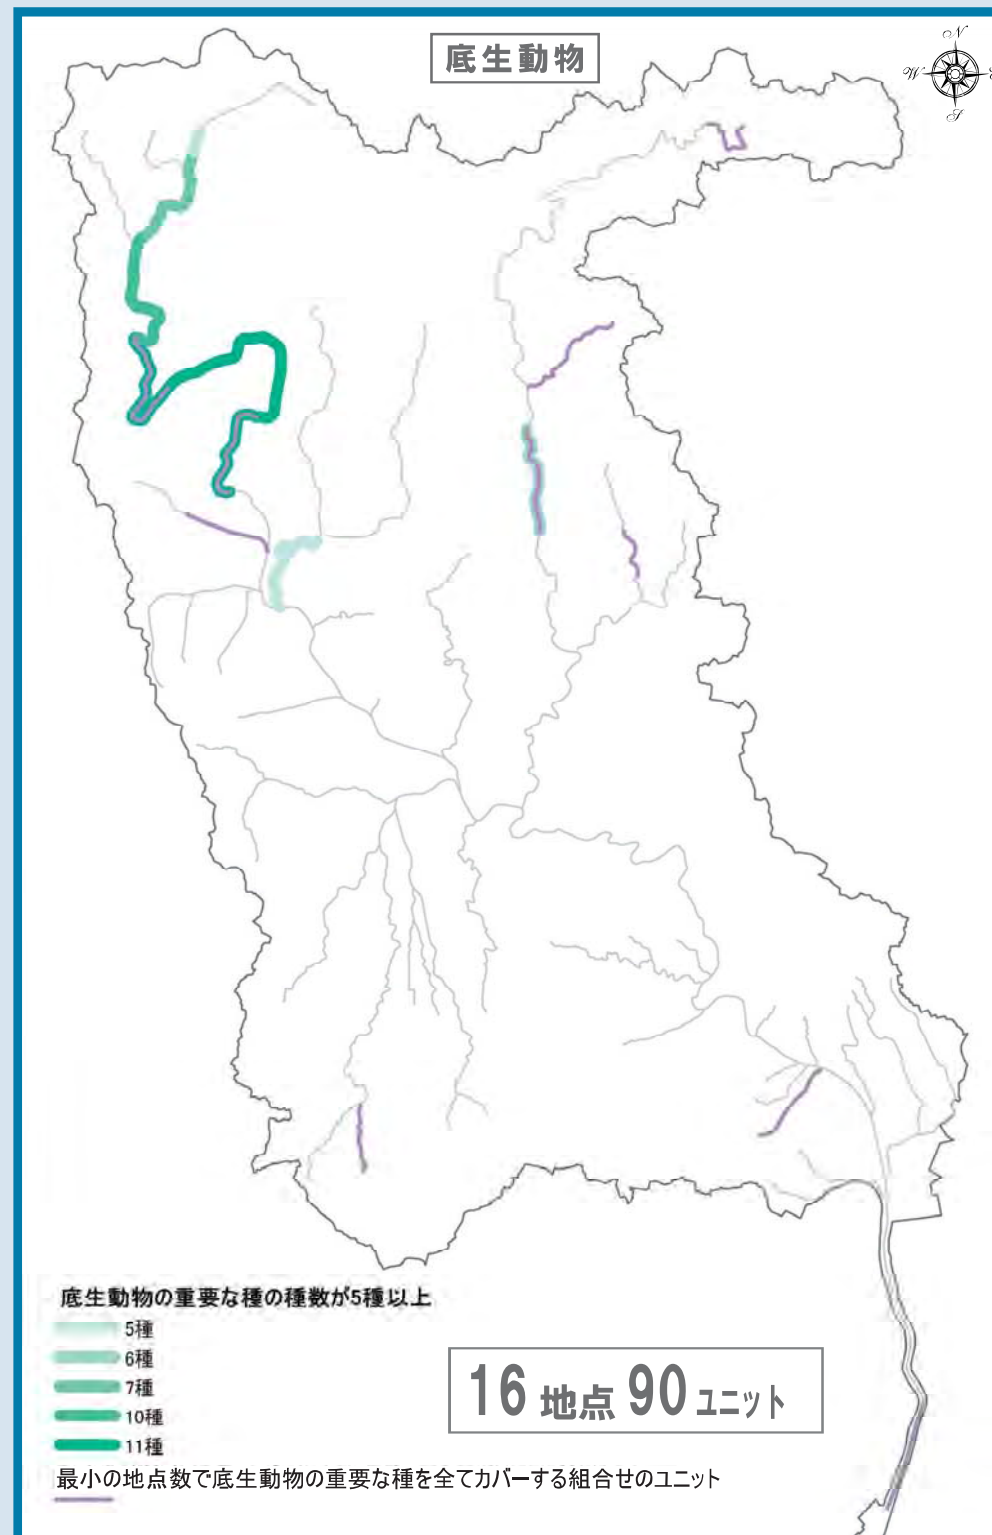 底生動物
N
W
S
底生動物の重要な種の種数が5種以上
5種
6種
7種
10種
11種
16 地点 90 ユニット
最小の地点数で底生動物の重要な種を全てカバーする組合せのユニット